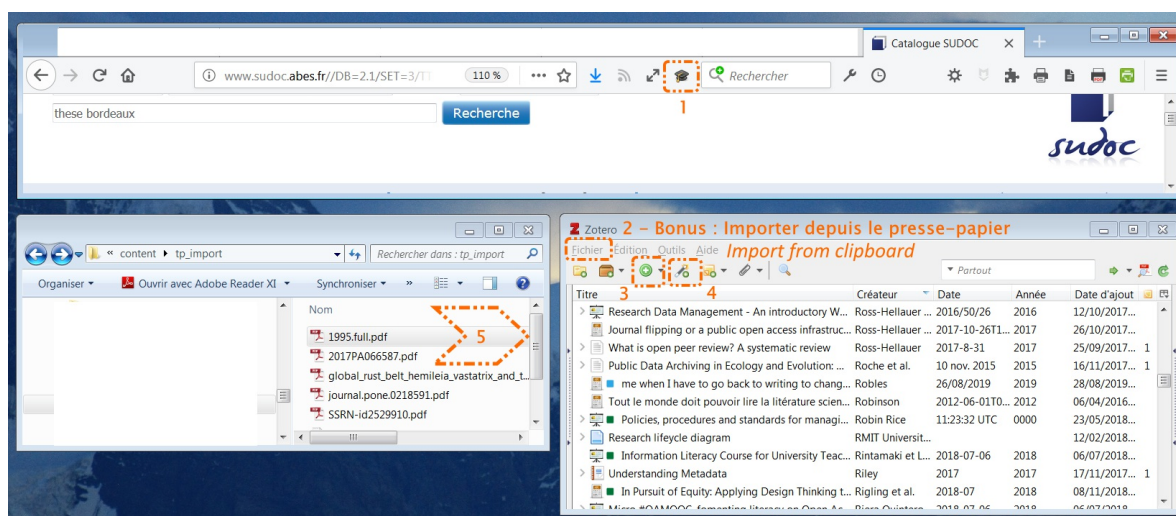 Catalogue SUDOC
www.sudoc.abes.fr//DB=2.1/SET=3/T
110 %
Rechercher
1
these bordeaux
Recherche
sudoc
« content tp_import
Rechercher dans : tp_import
Organiser
Ouvrir avec Adobe Reader XI
Synchroniser
»
Nom
1995.full.pdf
2017PA066587.pdf
global_rust_belt_hemileia_vastatrix_and_t...
journal.pone.0218591.pdf
SSRN-id2529910.pdf
5
Zotero
2 – Bonus : Importer depuis le presse-papier
Fichier Édition Outils Aide
Import from clipboard
Partout
3
4
Titre Créateur Date Année Date d'ajout
Research Data Management - An introductory W... Ross-Hellauer ... 2016/50/26 2016 12/10/2017...
Journal flipping or a public open access infrastruc... Ross-Hellauer ... 2017-10-26T1... 2017 26/10/2017...
What is open peer review? A systematic review Ross-Hellauer 2017-8-31 2017 25/09/2017... 1
Public Data Archiving in Ecology and Evolution: ... Roche et al. 10 nov. 2015 2015 16/11/2017... 1
me when I have to go back to writing to chang... Robles 26/08/2019 2019 28/08/2019...
Tout le monde doit pouvoir lire la litérature scien... Robinson 2012-06-01T0... 2012 06/04/2016...
Policies, procedures and standards for managi... Robin Rice 11:23:32 UTC 0000 23/05/2018...
Research lifeycle diagram RMIT Universit... 12/02/2018...
Information Literacy Course for University Teac... Rintamaki et L... 2018-07-06 2018 06/07/2018...
Understanding Metadata Riley 2017 2017 17/11/2017... 1
In Pursuit of Equity: Applying Design Thinking t... Rigling et al. 2018-07 2018 08/11/2018...